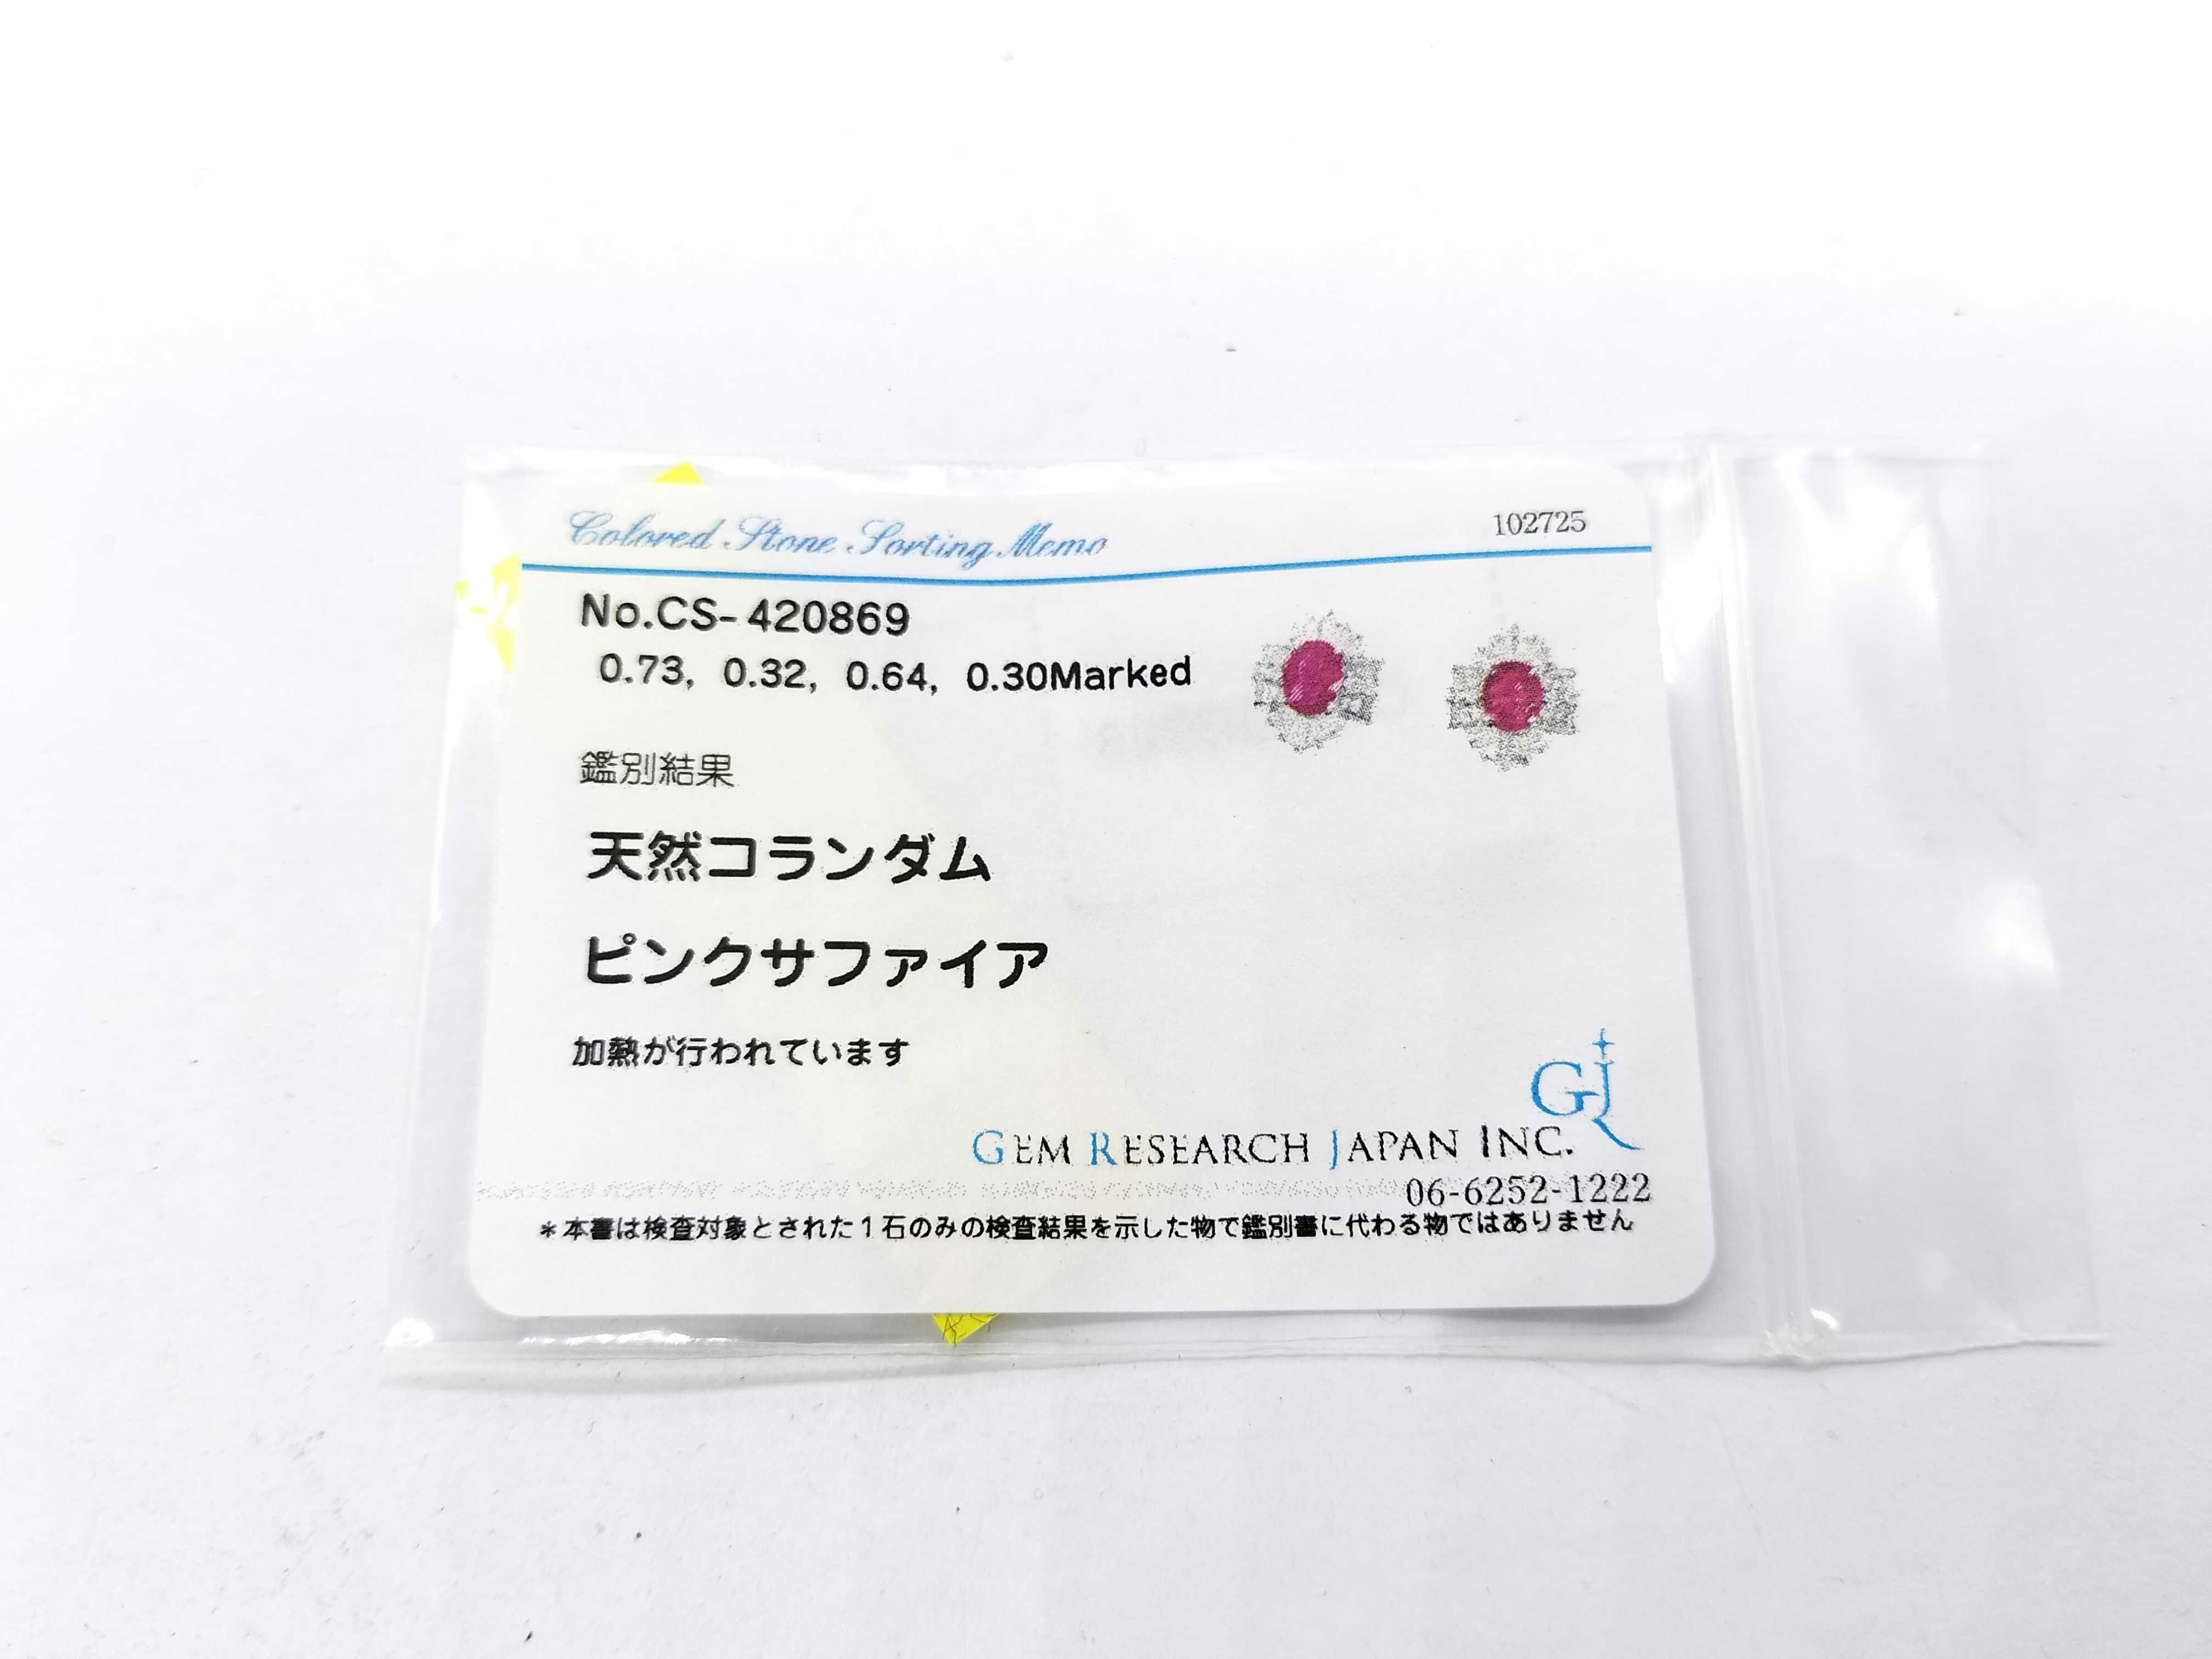 Colored Stone Sorting Memo
102725
No.CS-420869
0.73, 0.32, 0.64, 0.30Marked
鑑別結果
天然コランダム
ピンクサファイア
加熱が行われています
GJ
GEM RESEARCH JAPAN INC.
06-6252-1222
*本書は検査対象とされた1石のみの検査結果を示した物で鑑別書に代わる物ではありません